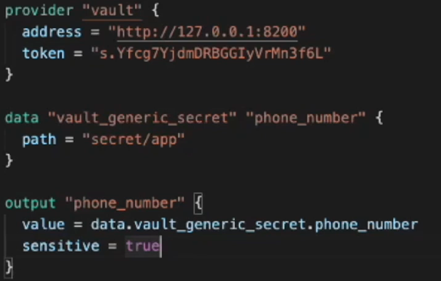 provider "vault" {
address = "http://127.0.0.1:8200"
token = "s.Yfcg7YjdmDRBGGIyVrMn3f6L"
}
data "vault_generic_secret" "phone_number" {
path = "secret/app"
}
output "phone_number" {
value = data.vault_generic_secret.phone_number
sensitive = true
}